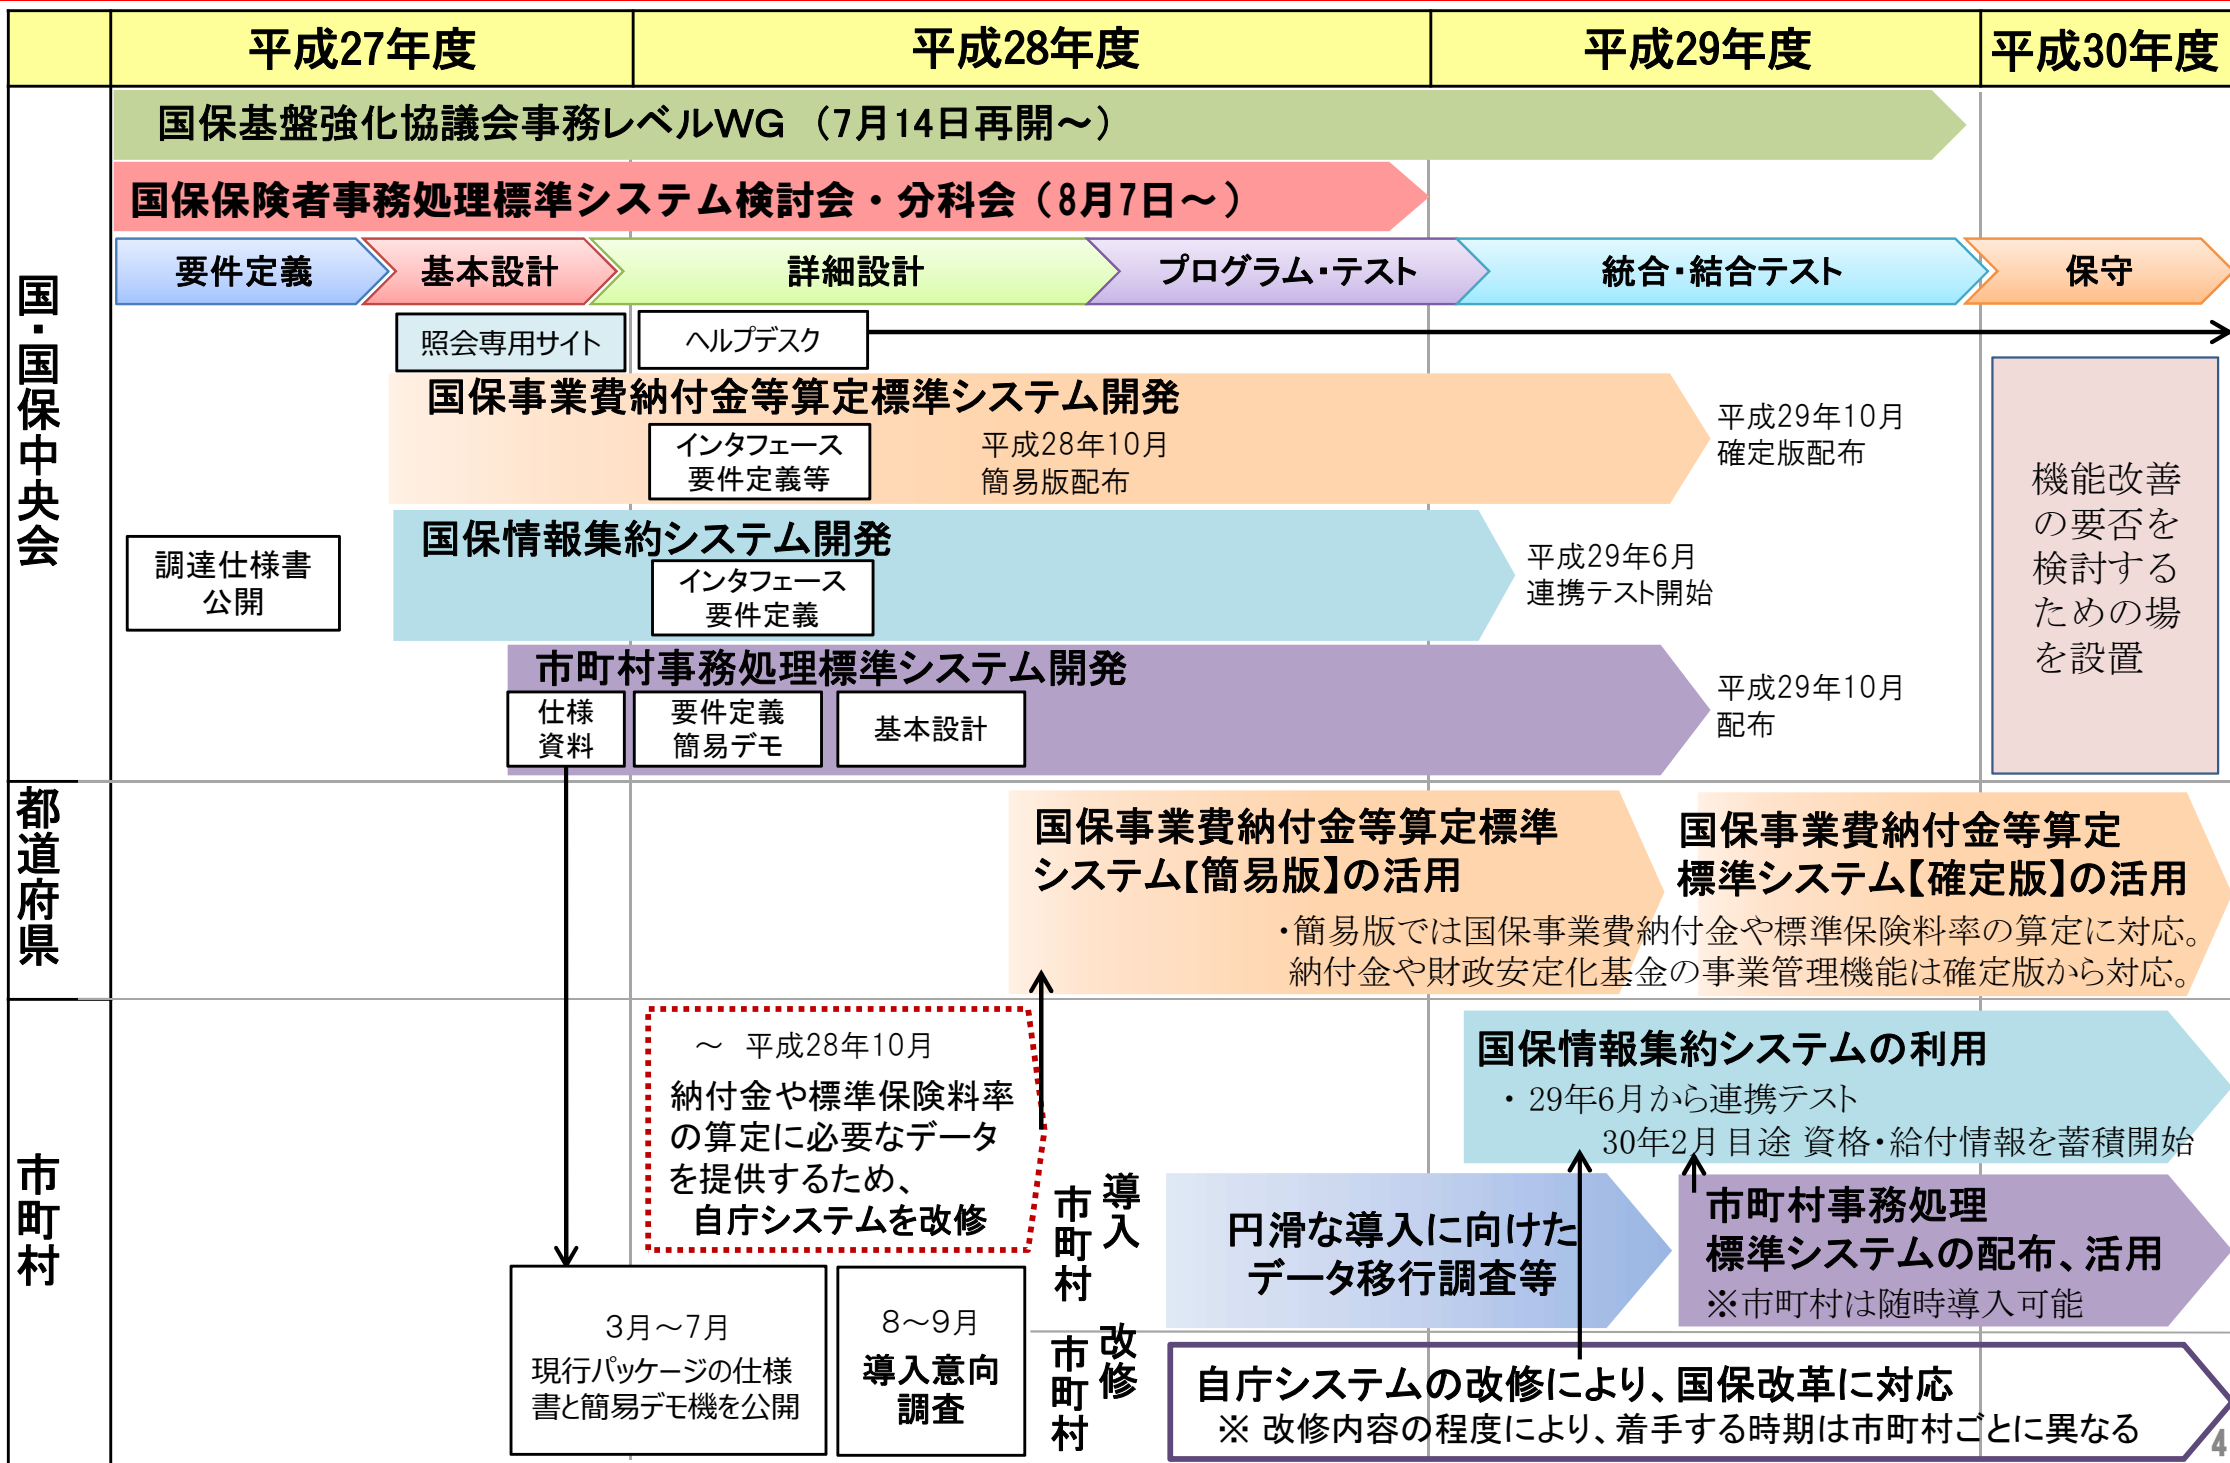 平成27年度
平成28年度
平成29年度
平成30年度
国・国保中央会
国保基盤強化協議会事務レベルWG （7月14日再開～）
国保保険者事務処理標準システム検討会・分科会（8月7日～）
要件定義
基本設計
詳細設計
プログラム・テスト
統合・結合テスト
保守
照会専用サイト
ヘルプデスク
国保事業費納付金等算定標準システム開発
インタフェース
要件定義等
平成28年10月
簡易版配布
平成29年10月
確定版配布
調達仕様書
公開
国保情報集約システム開発
インタフェース
要件定義
平成29年6月
連携テスト開始
市町村事務処理標準システム開発
仕様
資料
要件定義
簡易デモ
基本設計
平成29年10月
配布
機能改善
の要否を
検討する
ための場
を設置
都道府県
国保事業費納付金等算定標準
システム【簡易版】の活用
国保事業費納付金等算定
標準システム【確定版】の活用
・簡易版では国保事業費納付金や標準保険料率の算定に対応。
納付金や財政安定化基金の事業管理機能は確定版から対応。
市町村
～ 平成28年10月
納付金や標準保険料率
の算定に必要なデータ
を提供するため、
自庁システムを改修
3月～7月
現行パッケージの仕様
書と簡易デモ機を公開
8～9月
導入意向
調査
導入
市町村
国保情報集約システムの利用
・ 29年6月から連携テスト
30年2月目途 資格・給付情報を蓄積開始
円滑な導入に向けた
データ移行調査等
市町村事務処理
標準システムの配布、活用
※市町村は随時導入可能
改修
市町村
自庁システムの改修により、国保改革に対応
※ 改修内容の程度により、着手する時期は市町村ごとに異なる
4